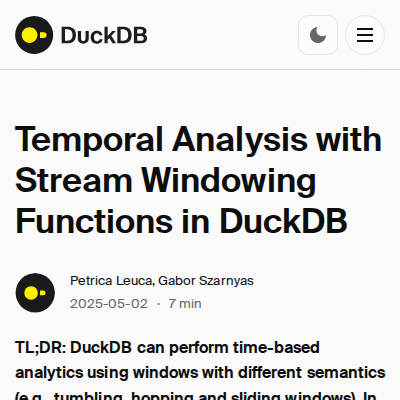 DuckDB
Temporal Analysis with
Stream Windowing
Functions in DuckDB
Petrica Leuca, Gabor Szarnyas
2025-05-02 · 7 min
TL;DR: DuckDB can perform time-based
analytics using windows with different semantics
(e.g., tumbling, hopping and sliding windows). In